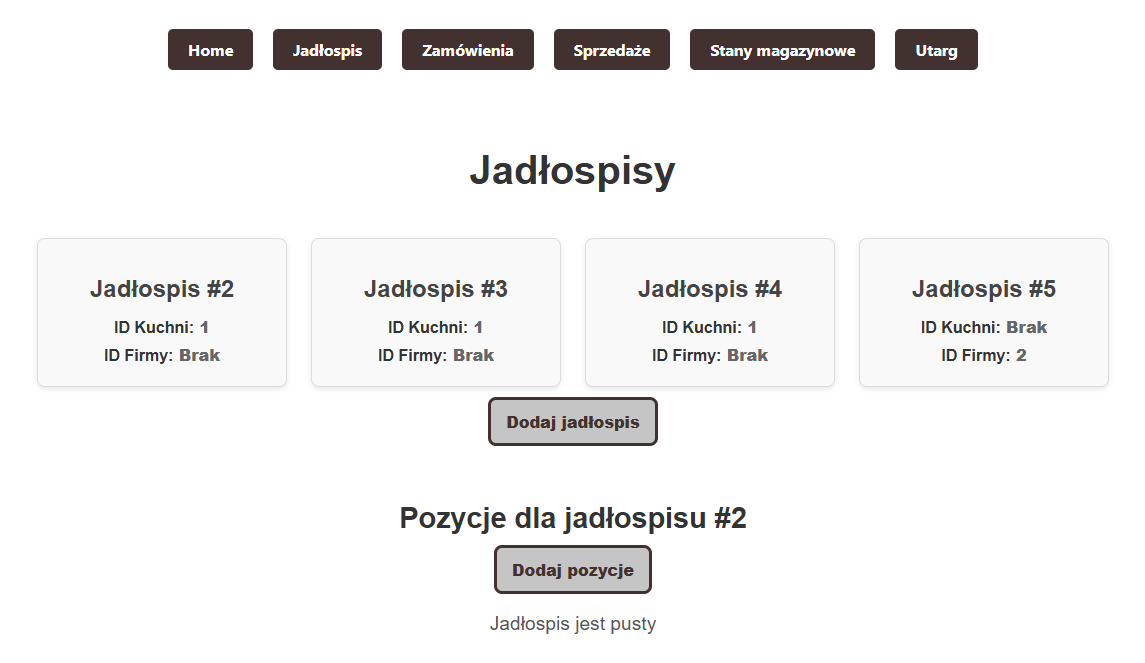 Home Jadłospis Zamówienia Sprzedaże Stany magazynowe Utarg
Jadłospisy
Jadłospis #2
ID Kuchni: 1
ID Firmy: Brak
Jadłospis #3
ID Kuchni: 1
ID Firmy: Brak
Jadłospis #4
ID Kuchni: 1
ID Firmy: Brak
Jadłospis #5
ID Kuchni: Brak
ID Firmy: 2
Dodaj jadłospis
Pozycje dla jadłospisu #2
Dodaj pozycje
Jadłospis jest pusty